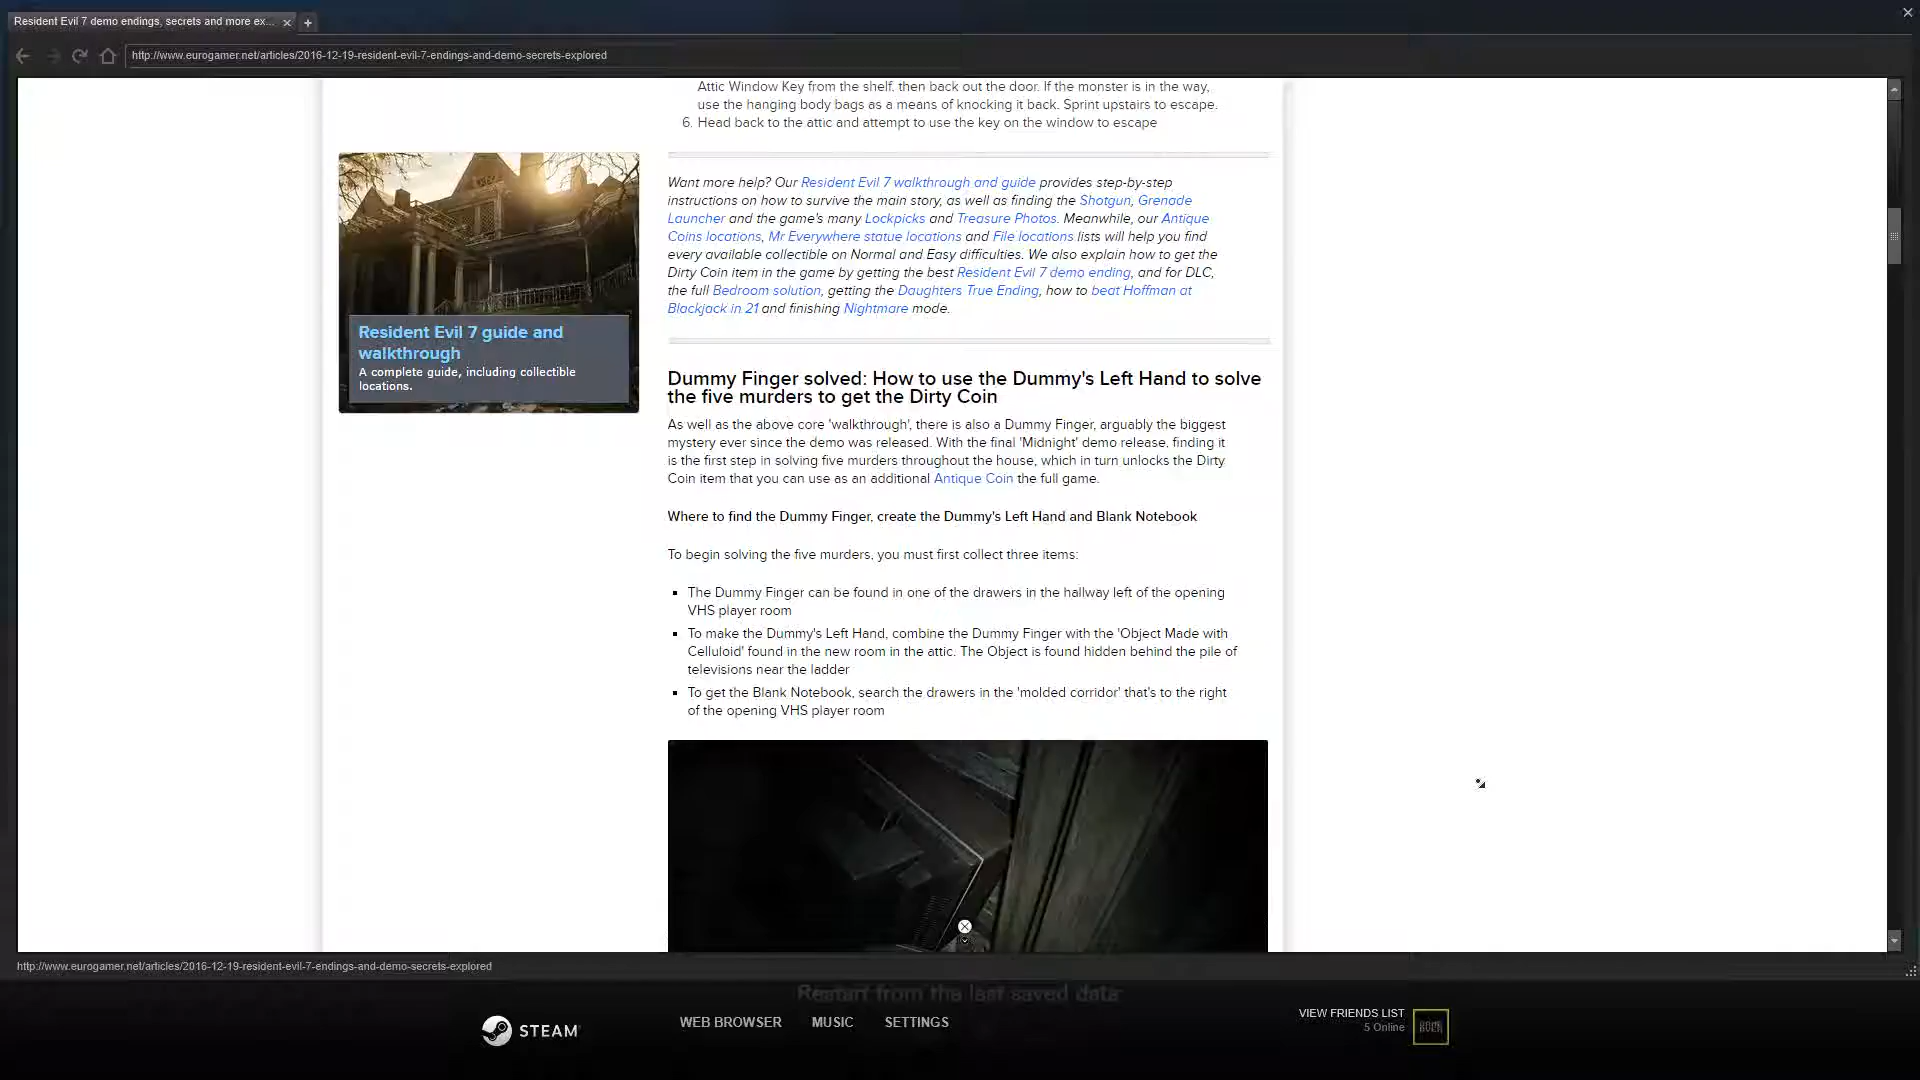 Resident Evil 7 demo endings, secrets and more ex...
http://www.eurogamer.net/articles/2016-12-19-resident-evil-7-endings-and-demo-secrets-explored
Attic Window Key from the shelf, then back out the door. If the monster is in the way,
use the hanging body bags as a means of knocking it back. Sprint upstairs to escape.
6. Head back to the attic and attempt to use the key on the window to escape
Resident Evil 7 guide and
walkthrough
A complete guide, including collectible
locations.
Want more help? Our Resident Evil 7 walkthrough and guide provides step-by-step
instructions on how to survive the main story, as well as finding the Shotgun, Grenade
Launcher and the game's many Lockpicks and Treasure Photos. Meanwhile, our Antique
Coins locations, Mr Everywhere statue locations and File locations lists will help you find
every available collectible on Normal and Easy difficulties. We also explain how to get the
Dirty Coin item in the game by getting the best Resident Evil 7 demo ending, and for DLC,
the full Bedroom solution, getting the Daughters True Ending, how to beat Hoffman at
Blackjack in 21 and finishing Nightmare mode.
Dummy Finger solved: How to use the Dummy's Left Hand to solve
the five murders to get the Dirty Coin
As well as the above core 'walkthrough', there is also a Dummy Finger, arguably the biggest
mystery ever since the demo was released. With the final 'Midnight' demo release, finding it
is the first step in solving five murders throughout the house, which in turn unlocks the Dirty
Coin item that you can use as an additional Antique Coin the full game.
Where to find the Dummy Finger, create the Dummy's Left Hand and Blank Notebook
To begin solving the five murders, you must first collect three items:
The Dummy Finger can be found in one of the drawers in the hallway left of the opening
VHS player room
To make the Dummy's Left Hand, combine the Dummy Finger with the 'Object Made with
Celluloid' found in the new room in the attic. The Object is found hidden behind the pile of
televisions near the ladder
To get the Blank Notebook, search the drawers in the 'molded corridor' that's to the right
of the opening VHS player room
http://www.eurogamer.net/articles/2016-12-19-resident-evil-7-endings-and-demo-secrets-explored
Restart from the last saved data
STEAM
WEB BROWSER MUSIC SETTINGS
VIEW FRIENDS LIST
5 Online